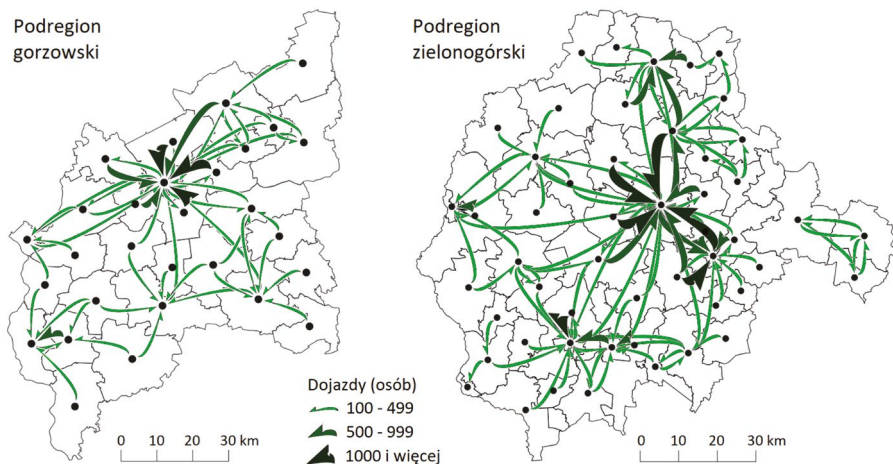 Podregion
gorzowski
Podregion
zielonogórski
Dojazdy (osób)
100 - 499
500 - 999
1000 i więcej
0 10 20 30 km
0 10 20 30 km